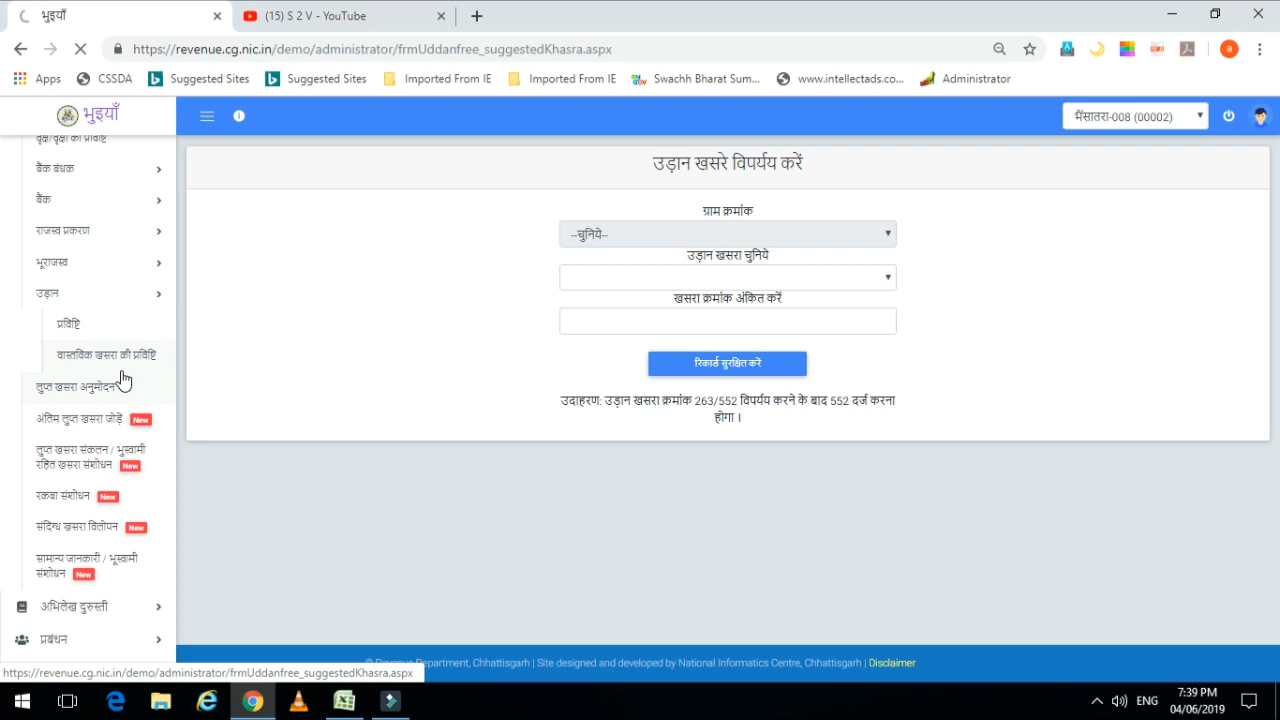 भुइयाँ
(15) S 2 V - YouTube
https://revenue.cg.nic.in/demo/administrator/frmUddanfree_suggestedKhasra.aspx
Apps
CSSDA
Suggested Sites
Suggested Sites
Imported From IE
Imported From IE
Swachh Bharat Sum...
www.intellectads.co...
Administrator
भुइयाँ
भैंसातरा-008 (00002)
वृक्ष/वृक्षों की प्रविष्टि
बैंक बंधक
बैंक
राजस्व प्रकरण
भूराजस्व
उड़ान
प्रविष्टि
वास्तविक खसरा की प्रविष्टि
लुप्त खसरा अनुमोदन
अंतिम लुप्त खसरा जोड़ें New
लुप्त खसरा संकलन / भुस्वामी
रहित खसरा संशोधन New
रकबा संशोधन New
संदिग्ध खसरा विलोपन New
सामान्य जानकारी / भूस्वामी
संशोधन New
अभिलेख दुरुस्ती
प्रबंधन
उड़ान खसरे विपर्यय करें
ग्राम क्रमांक
--चुनिये--
उड़ान खसरा चुनिये
खसरा क्रमांक अंकित करें
रिकार्ड सुरक्षित करें
उदाहरण: उड़ान खसरा क्रमांक 263/552 विपर्यय करने के बाद 552 दर्ज करना
होगा ।
© Revenue Department, Chhattisgarh | Site designed and developed by National Informatics Centre, Chhattisgarh | Disclaimer
https://revenue.cg.nic.in/demo/administrator/frmUddanfree_suggestedKhasra.aspx
ENG
7:39 PM
04/06/2019